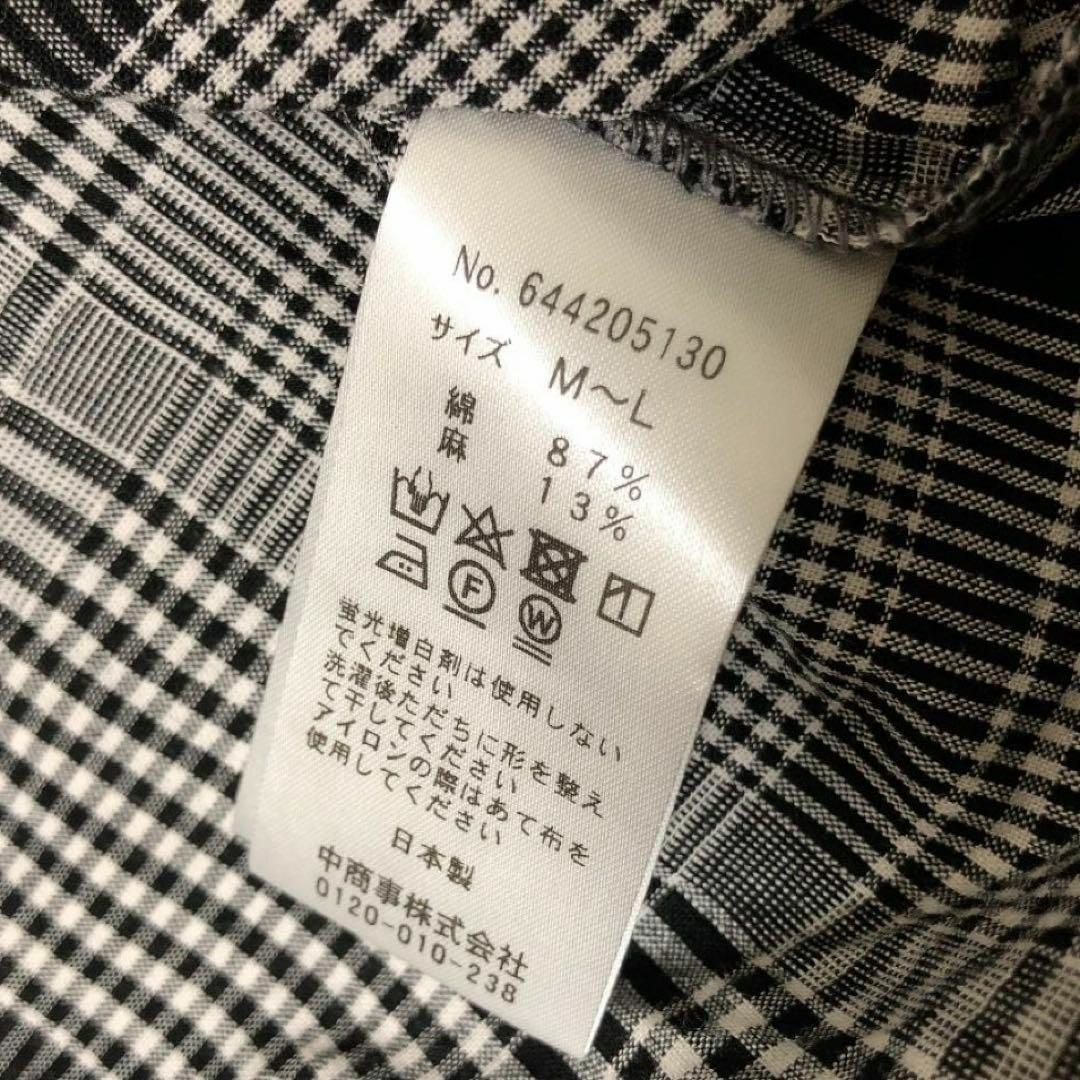 No. 644205130
サイズ M～L
綿 87%
麻 13%
F W
蛍光増白剤は使用しない
でください
洗濯後ただちに形を整え
て干してください
アイロンの際はあて布を
使用してください
日本製
中商事株式会社
0120-010-238